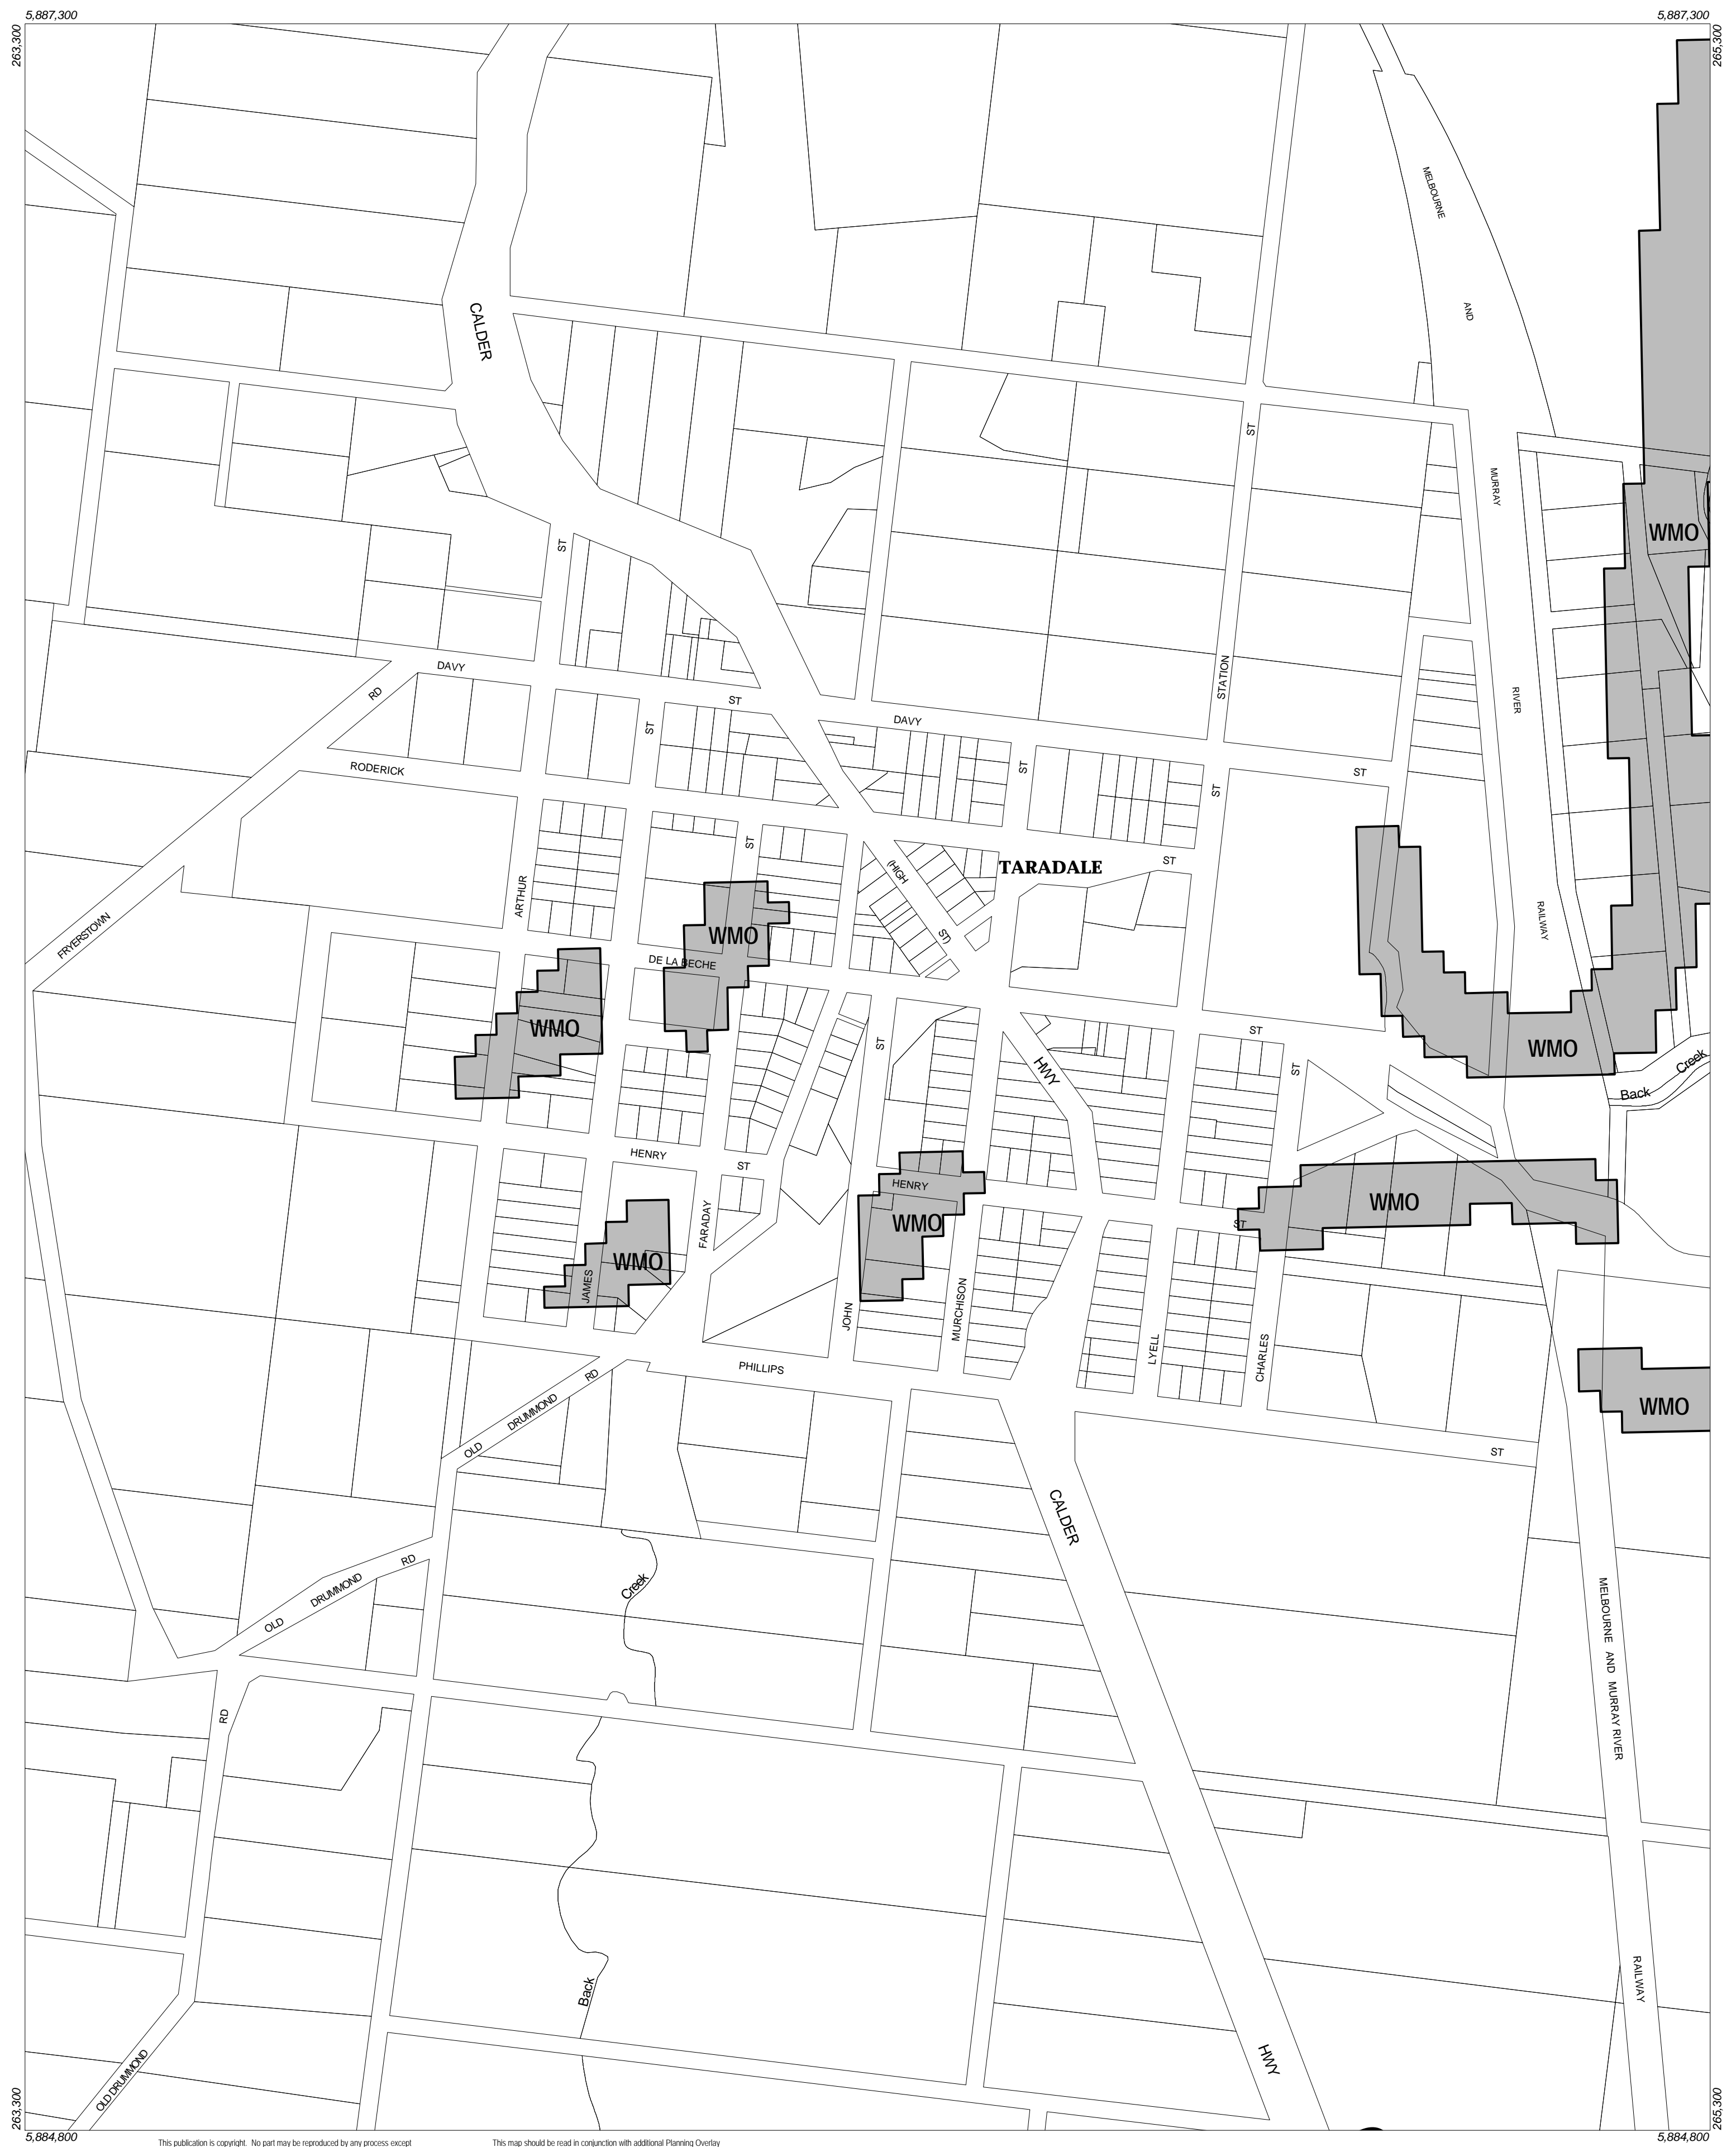 5,887,300
5,887,300
263,300
265,300
MELBOURNE
AND
CALDER
ST
MURRAY
WMO
ST
DAVY
RD
STATION
RIVER
ST
ST
DAVY
RODERICK
ST
ST
ST
ST
TARADALE
ST
(HIGH
ST)
ARTHUR
RAILWAY
FRYERSTOWN
WMO
DE LA BECHE
WMO
ST
ST
WMO
HWY
ST
Creek
Back
HENRY
ST
HENRY
WMO
WMO
ST
FARADAY
WMO
JAMES
JOHN
MURCHISON
LYELL
CHARLES
PHILLIPS
RD
DRUMMOND
OLD
WMO
ST
CALDER
RD
DRUMMOND
OLD
Creek
MELBOURNE AND MURRAY RIVER
RD
Back
RAILWAY
HWY
OLD DRUMMOND
263,300
265,300
5,884,800
5,884,800
This publication is copyright. No part may be reproduced by any process except
This map should be read in conjunction with additional Planning Overlay